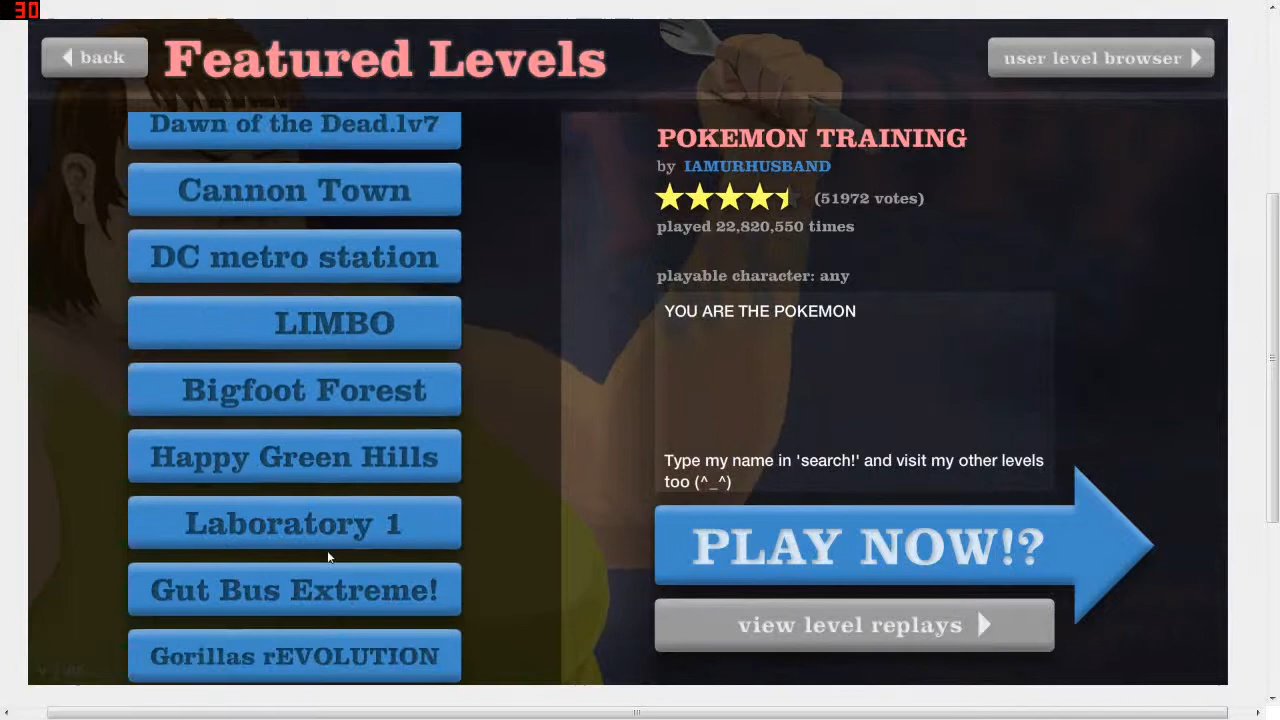 30
back
Featured Levels
user level browser
Dawn of the Dead.lv7
Cannon Town
DC metro station
LIMBO
Bigfoot Forest
Happy Green Hills
Laboratory 1
Gut Bus Extreme!
Gorillas rEVOLUTION
POKEMON TRAINING
by IAMURHUSBAND
(51972 votes)
played 22,820,550 times
playable character: any
YOU ARE THE POKEMON
Type my name in 'search!' and visit my other levels
too (^_^)
PLAY NOW!?
view level replays